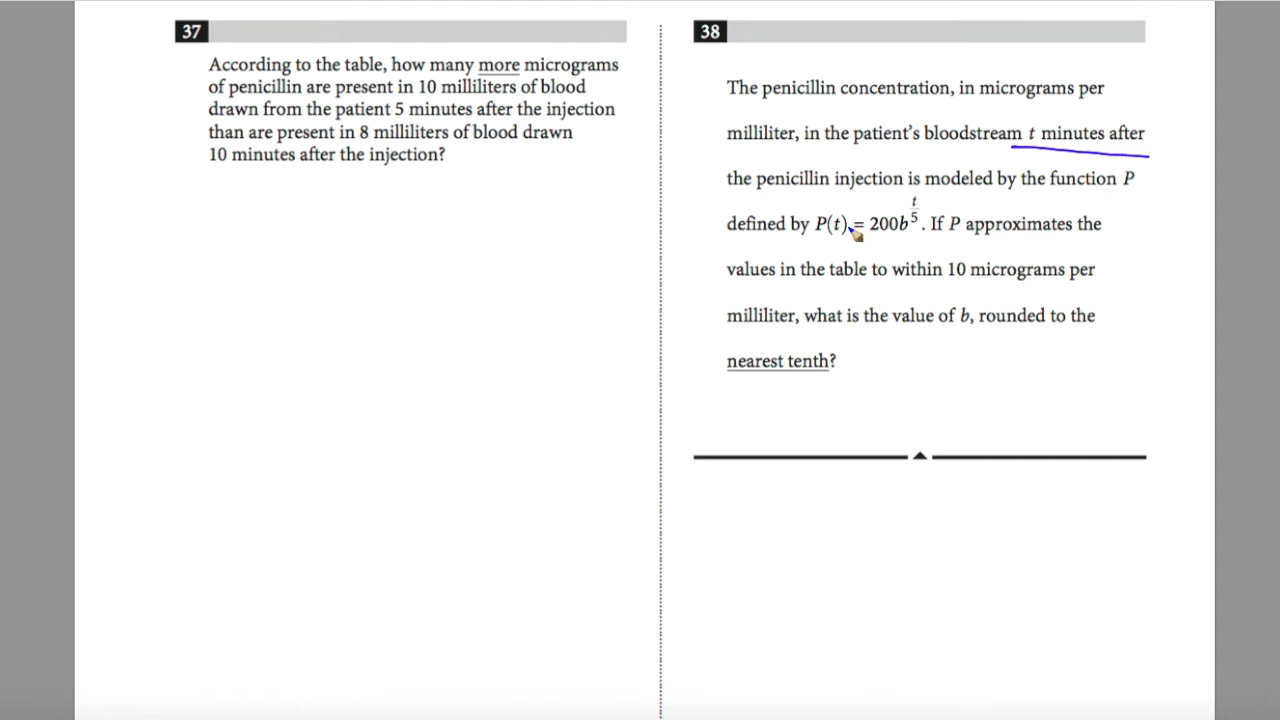 37
According to the table, how many more micrograms
of penicillin are present in 10 milliliters of blood
drawn from the patient 5 minutes after the injection
than are present in 8 milliliters of blood drawn
10 minutes after the injection?
38
The penicillin concentration, in micrograms per
milliliter, in the patient’s bloodstream t minutes after
the penicillin injection is modeled by the function P
defined by P(t) = 200b^(t/5). If P approximates the
values in the table to within 10 micrograms per
milliliter, what is the value of b, rounded to the
nearest tenth?